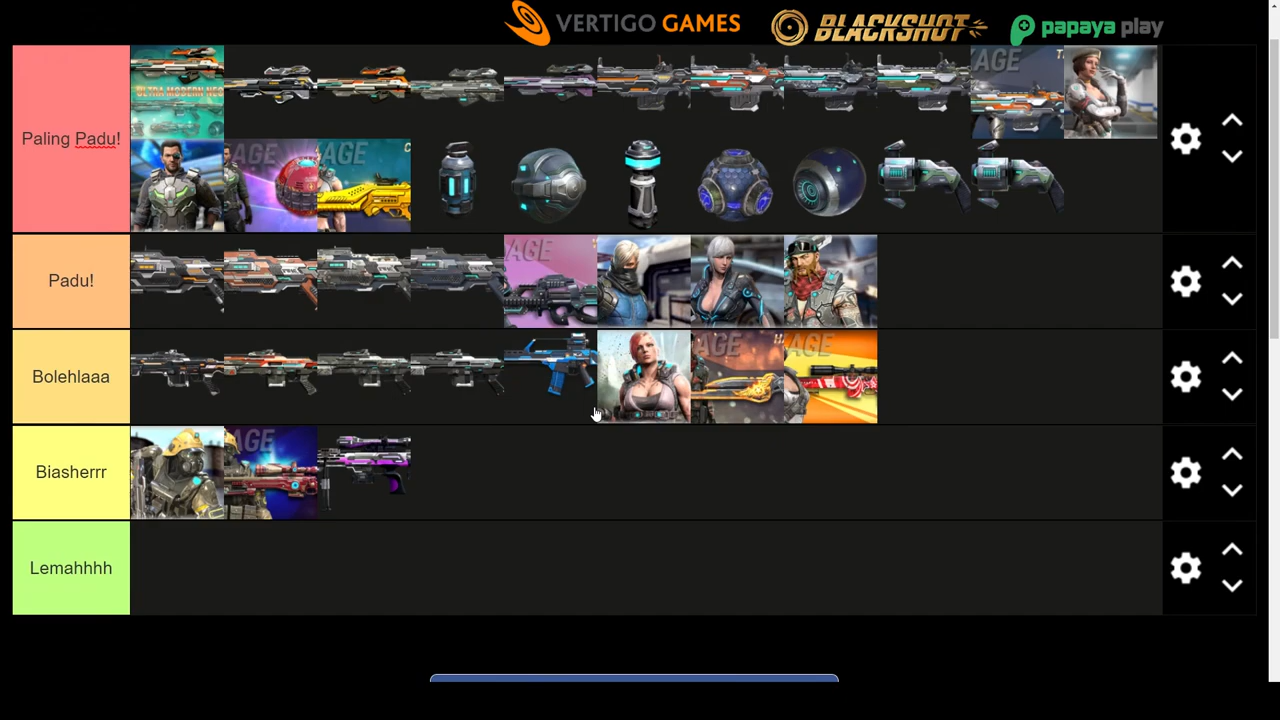 VERTIGO GAMES
BLACKSHOT
papaya play
Paling Padu!
AGE
ULTRA MODERN NEO
AGE
AGE
Padu!
AGE
Bolehlaaa
AGE
AGE
Biasherrr
AGE
Lemahhhh